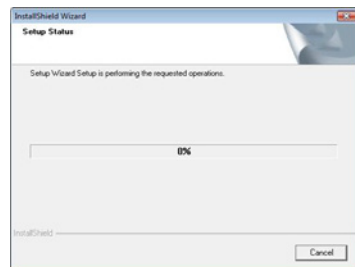 InstallShield Wizard
Setup Status
Setup Wizard Setup is performing the requested operations.
0%
InstallShield
Cancel